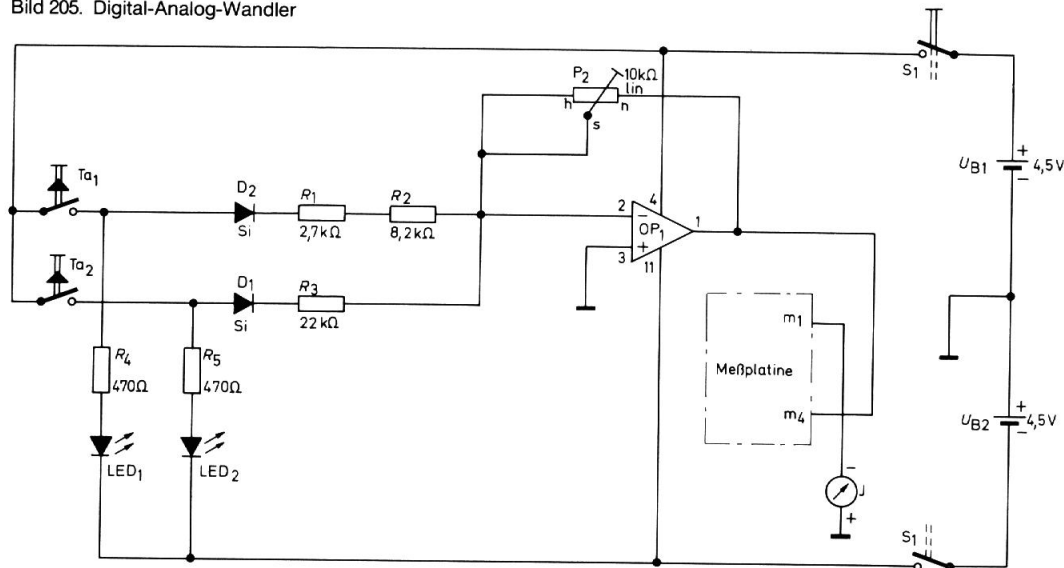 Bild 205. Digital-Analog-Wandler
S1
P2
10kΩ
lin
h
n
s
UB1
+
4,5V
−
Ta1
D2
Si
R1
2,7kΩ
R2
8,2kΩ
2
−
4
OP1
1
+
3
11
Ta2
D1
Si
R3
22kΩ
m1
Meßplatine
m4
R4
470Ω
R5
470Ω
UB2
+
4,5V
−
LED1
LED2
−
J
+
S1